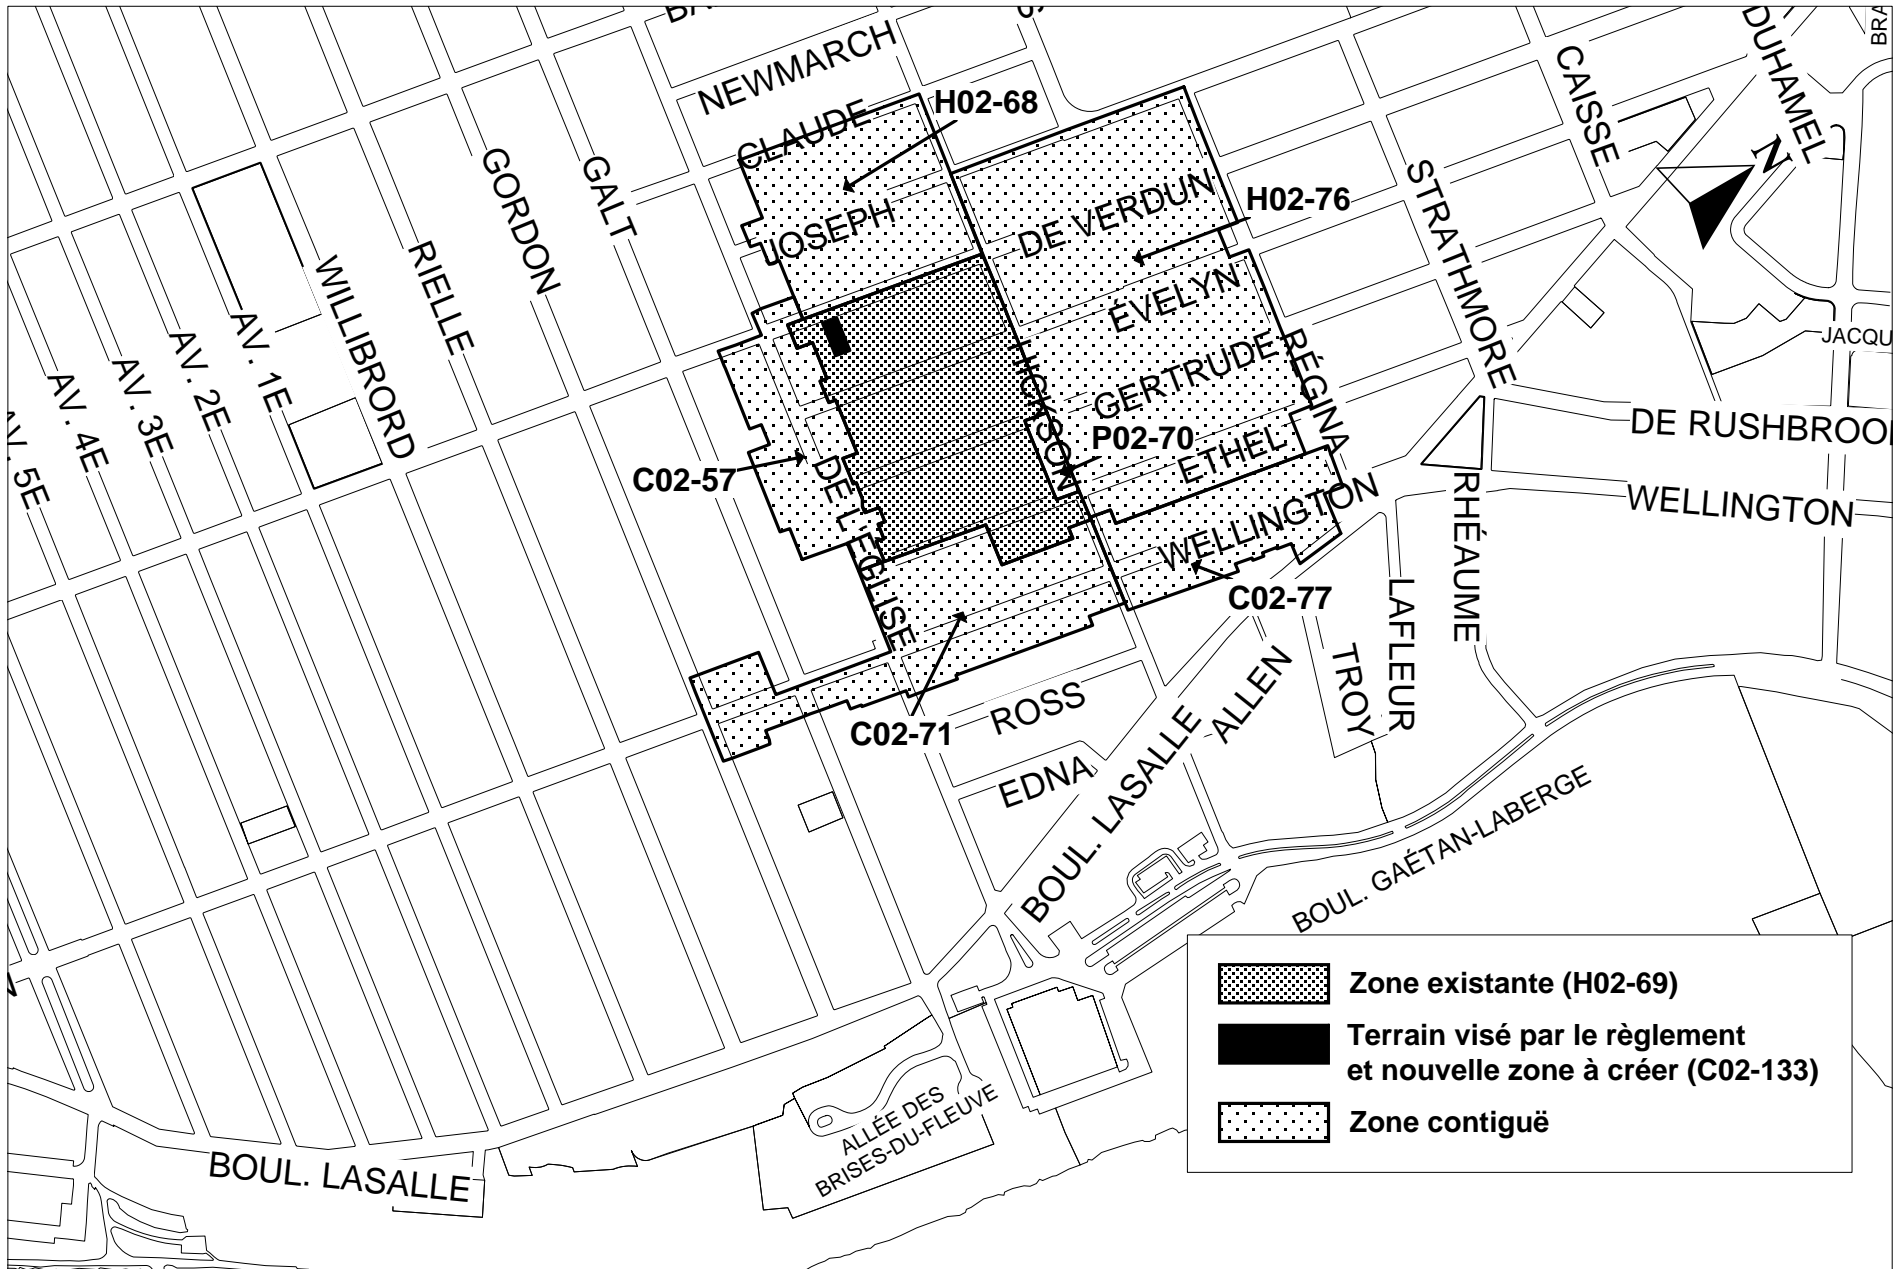 NEWMARCH
CLAUDE
H02-68
JOSEPH
DE VERDUN
H02-76
ÉVELYN
GERTRUDE
RÉGINA
HICKSON
P02-70
ETHEL
WELLINGTON
C02-77
C02-57
DE L'ÉGLISE
C02-71
CAISSE
DUHAMEL
BRA
N
STRATHMORE
JACQU
DE RUSHBROO
WELLINGTON
RHÉAUME
LAFLEUR
TROY
ALLEN
ROSS
EDNA
BOUL. LASALLE
BOUL. GAÉTAN-LABERGE
GALT
GORDON
RIELLE
WILLIBRORD
AV. 1E
AV. 2E
AV. 3E
AV. 4E
AV. 5E
BOUL. LASALLE
ALLÉE DES
BRISES-DU-FLEUVE
Zone existante (H02-69)
Terrain visé par le règlement
et nouvelle zone à créer (C02-133)
Zone contiguë